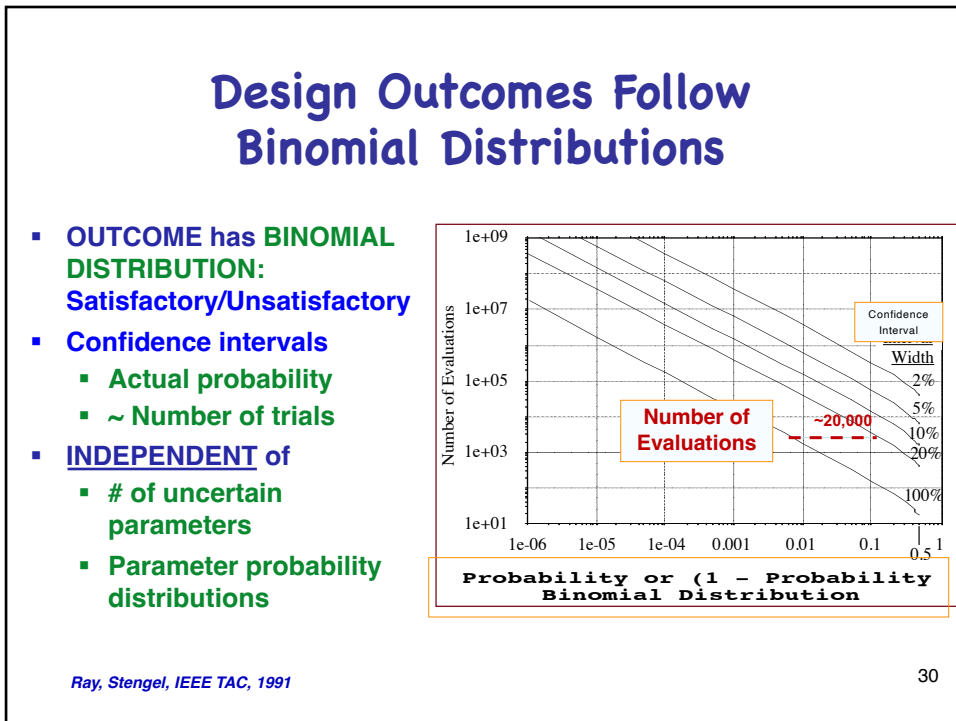 Design Outcomes Follow
Binomial Distributions
▪ OUTCOME has BINOMIAL
DISTRIBUTION:
Satisfactory/Unsatisfactory
▪ Confidence intervals
▪ Actual probability
▪ ~ Number of trials
▪ INDEPENDENT of
▪ # of uncertain
parameters
▪ Parameter probability
distributions
Number of Evaluations
1e+09
1e+07
1e+05
1e+03
1e+01
Confidence
Interval
Width
2%
5%
10%
20%
100%
Number of
Evaluations
~20,000
1e-06 1e-05 1e-04 0.001 0.01 0.1 0.5 1
Probability or (1 – Probability
Binomial Distribution
Ray, Stengel, IEEE TAC, 1991
30